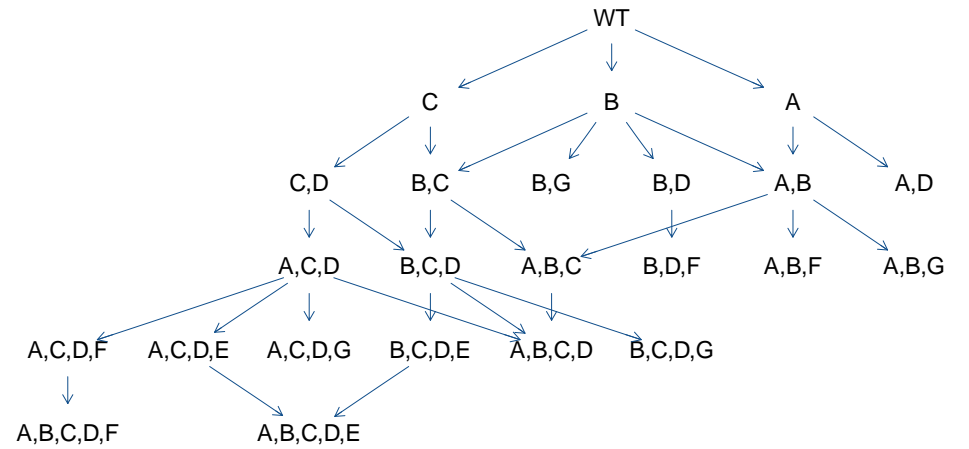 WT
C B A
C,D B,C B,G B,D A,B A,D
A,C,D B,C,D A,B,C B,D,F A,B,F A,B,G
A,C,D,F A,C,D,E A,C,D,G B,C,D,E A,B,C,D B,C,D,G
A,B,C,D,F A,B,C,D,E